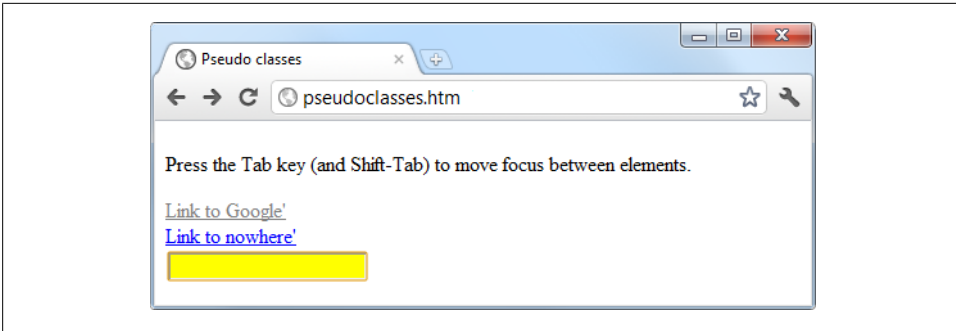 Pseudo classes
pseudoclasses.htm
Press the Tab key (and Shift-Tab) to move focus between elements.
Link to Google'
Link to nowhere'